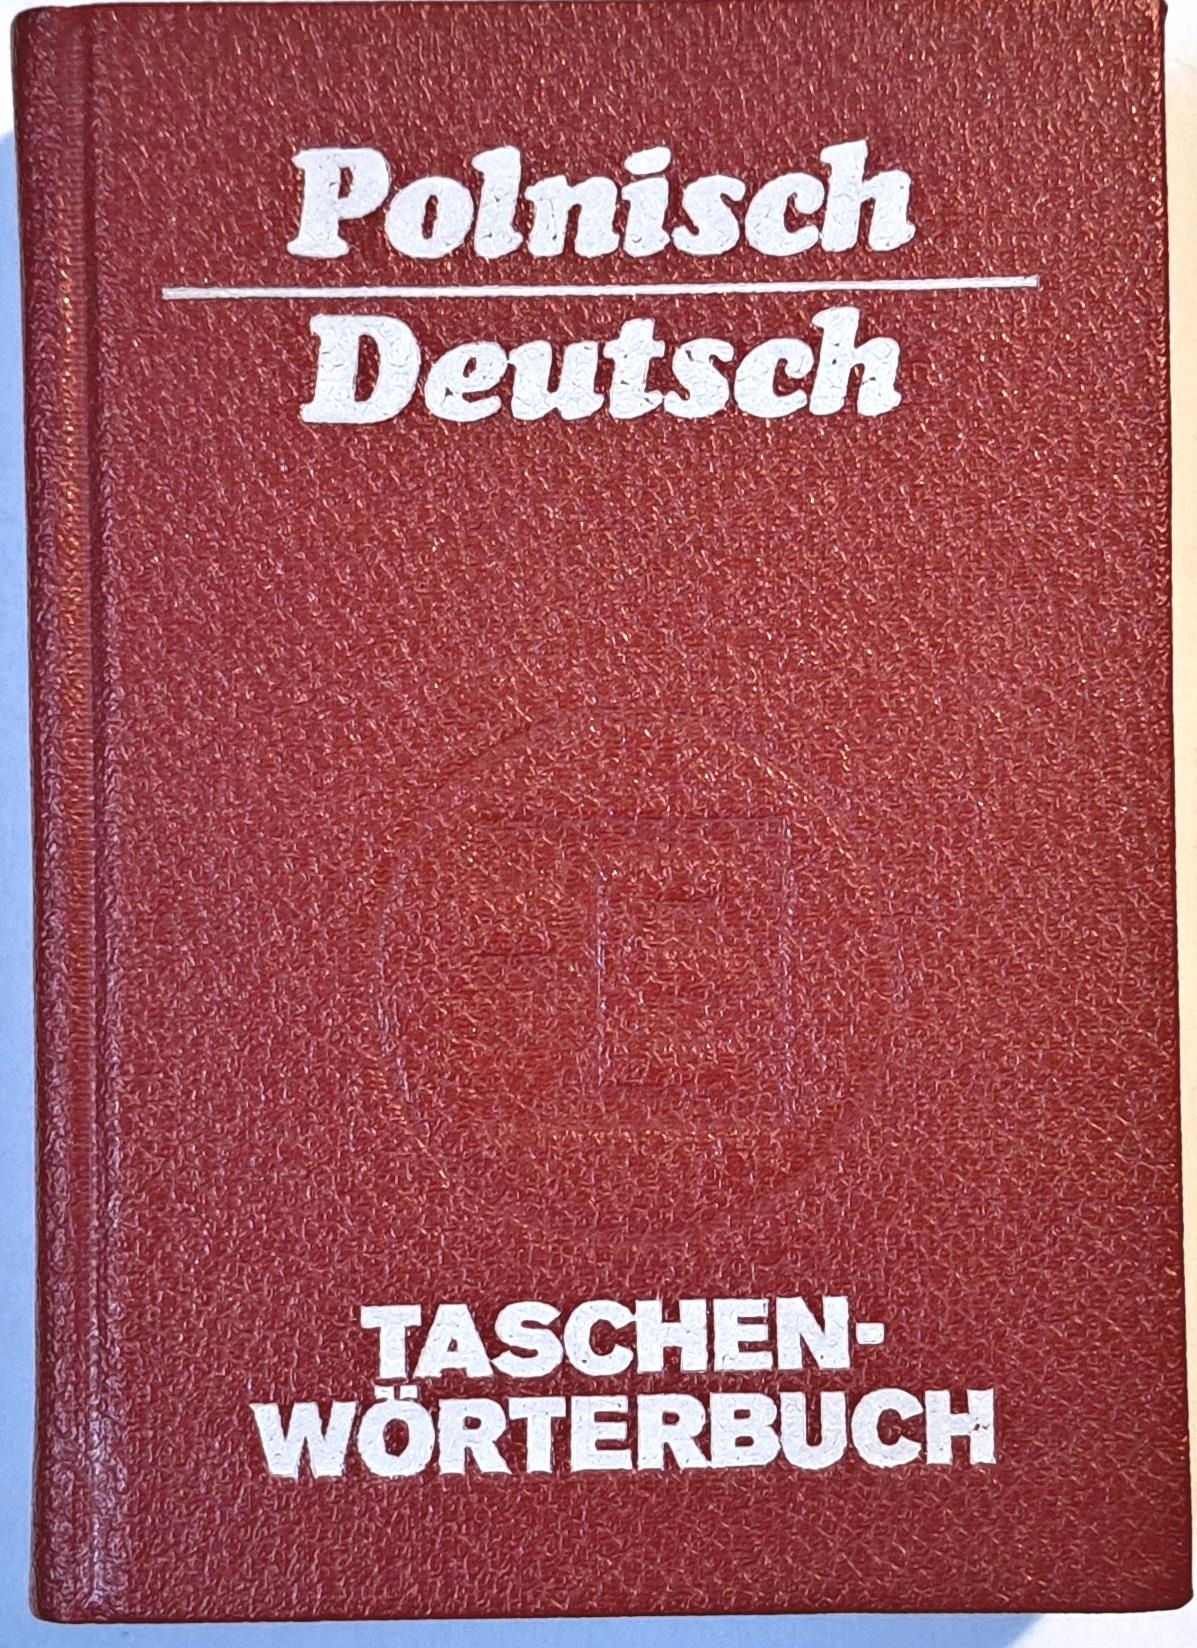 Polnisch
Deutsch
TASCHEN-
WÖRTERBUCH